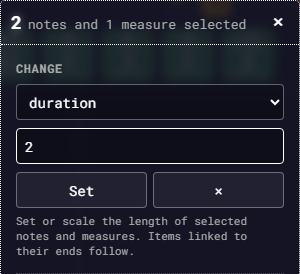 2 notes and 1 measure selected ×
CHANGE
duration
2
Set ×
Set or scale the length of selected
notes and measures. Items linked to
their ends follow.